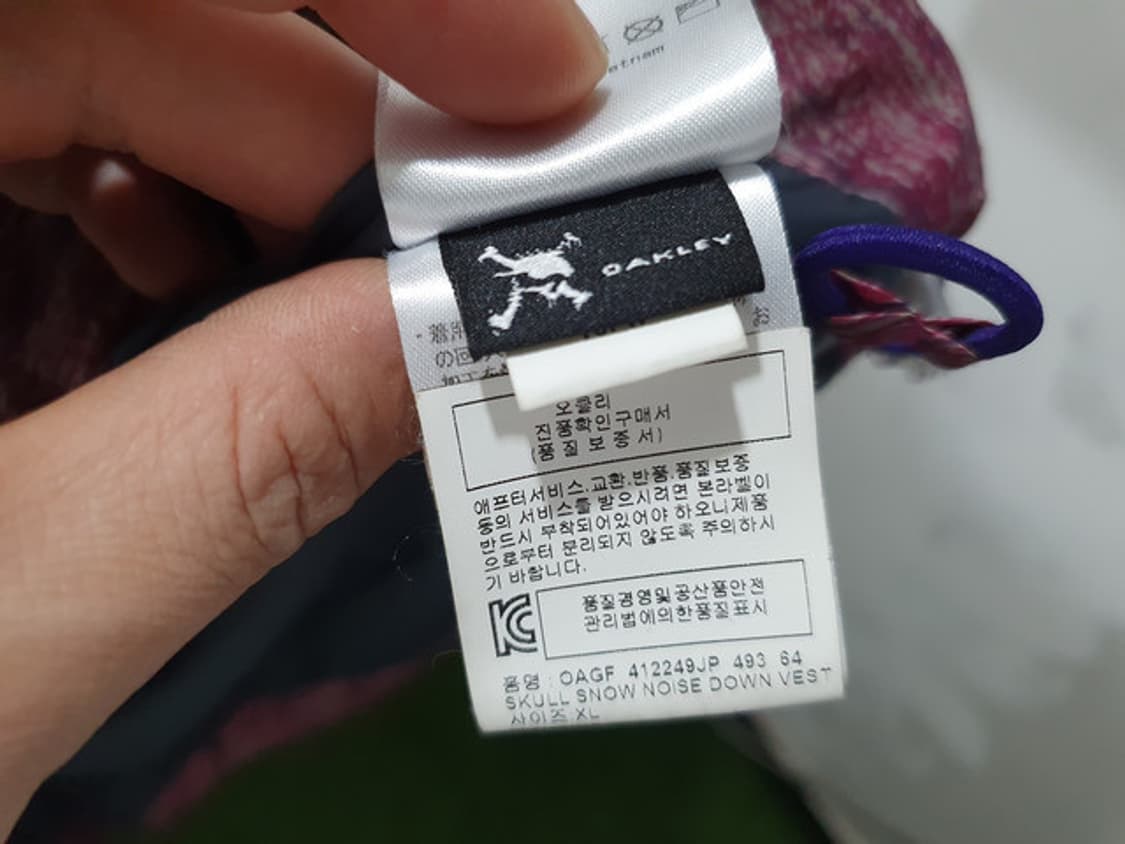 OAKLEY
の回
오클리
진품확인구매서
(품질보증서)
애프터서비스.교환.반품.품질보증
등의 서비스를 받으시려면 본라벨이
반드시 부착되어있어야 하오니제품
으로부터 분리되지 않도록 주의하시
기 바랍니다.
품질경영및공산품안전
관리법에의한품질표시
품명 : OAGF 412249JP 493 64
SKULL SNOW NOISE DOWN VEST
사이즈 XL